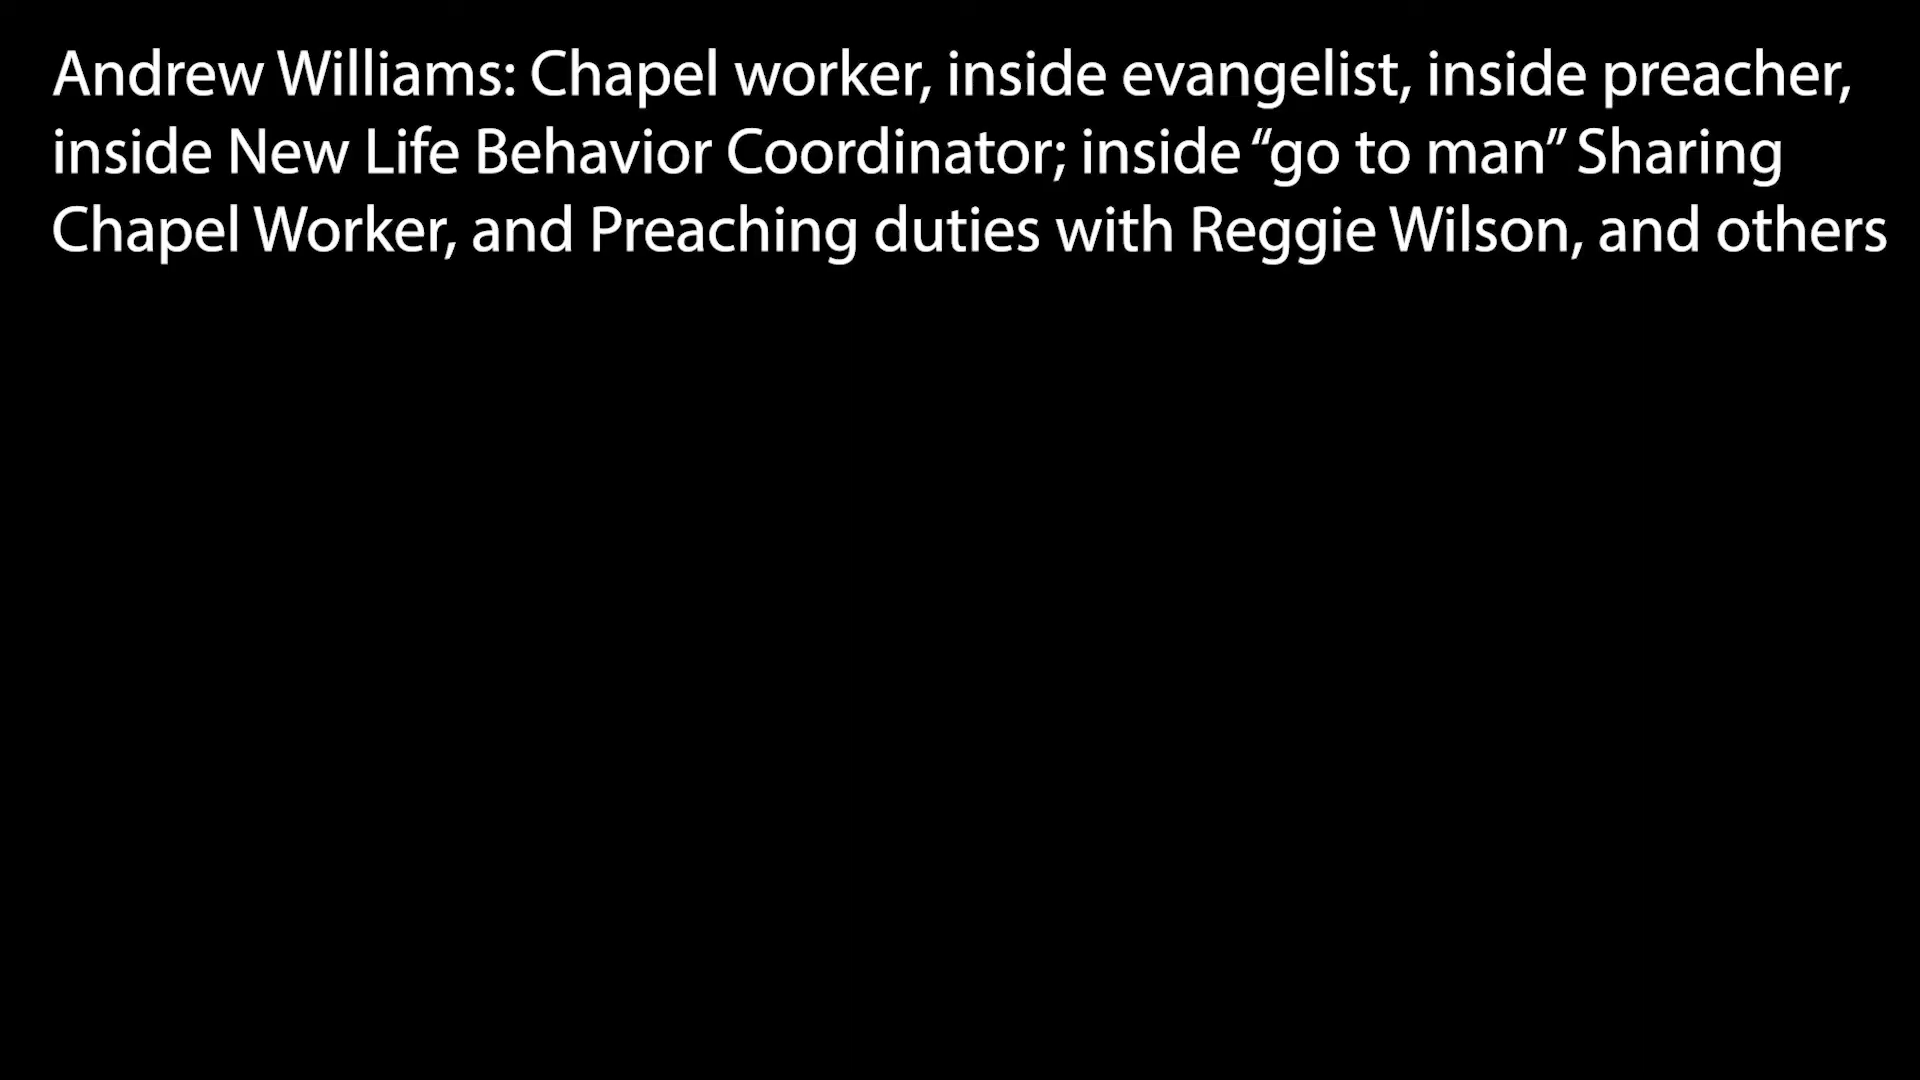 Andrew Williams: Chapel worker, inside evangelist, inside preacher,
inside New Life Behavior Coordinator; inside “go to man” Sharing
Chapel Worker, and Preaching duties with Reggie Wilson, and others